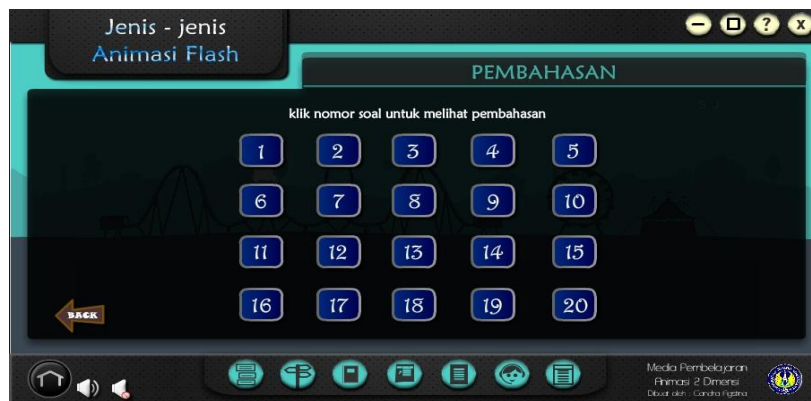 Jenis - jenis
Animasi Flash
? X
PEMBAHASAN
klik nomor soal untuk melihat pembahasan
1 2 3 4 5
6 7 8 9 10
11 12 13 14 15
16 17 18 19 20
BACK
Media Pembelajaran
Animasi 2 Dimensi
Dibuat oleh : Candra Agstna